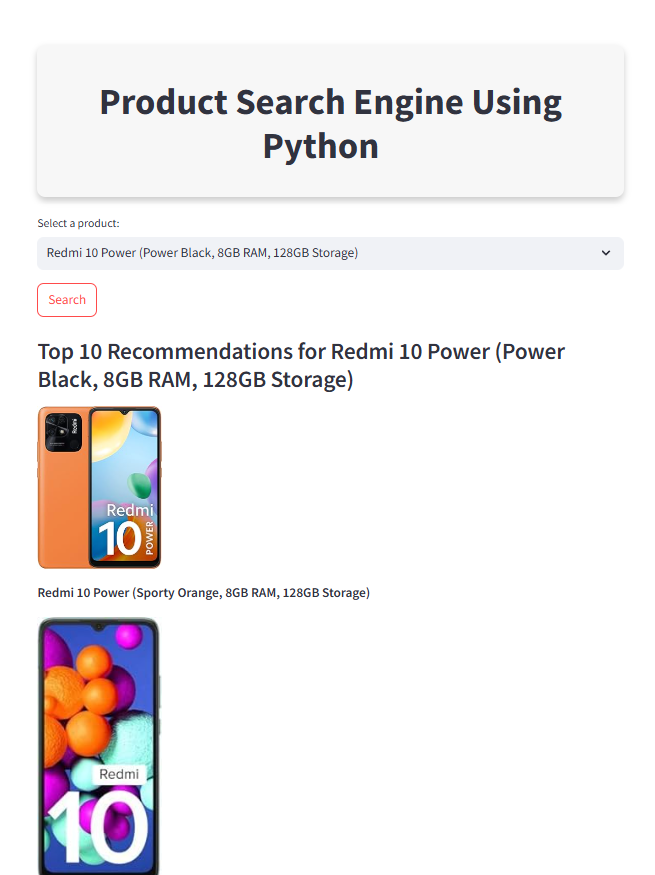 Product Search Engine Using
Python
Select a product:
Redmi 10 Power (Power Black, 8GB RAM, 128GB Storage)
Search
Top 10 Recommendations for Redmi 10 Power (Power
Black, 8GB RAM, 128GB Storage)
Redmi
Redmi
10
POWER
Redmi 10 Power (Sporty Orange, 8GB RAM, 128GB Storage)
Redmi
10